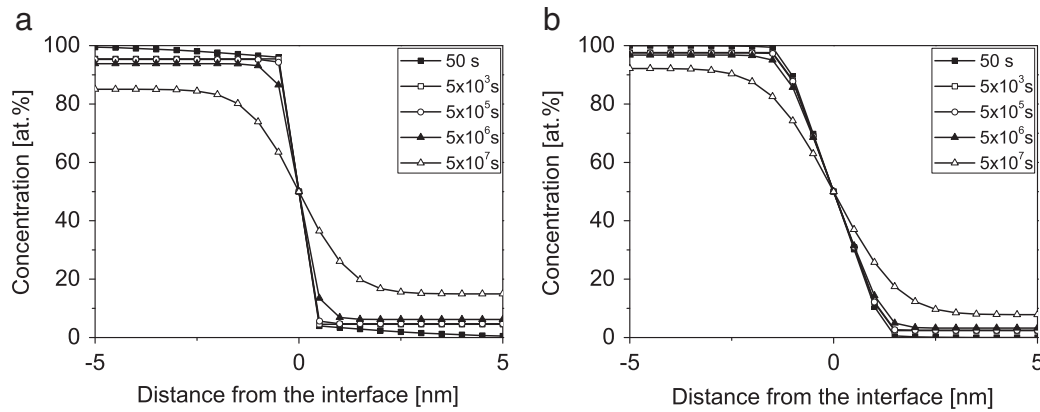 a
100
80
60
40
20
0
Concentration [at.%]
-5
0
5
Distance from the interface [nm]
50 s
5x10³s
5x10⁵s
5x10⁶s
5x10⁷s
b
100
80
60
40
20
0
Concentration [at.%]
-5
0
5
Distance from the interface [nm]
50 s
5x10³s
5x10⁵s
5x10⁶s
5x10⁷s